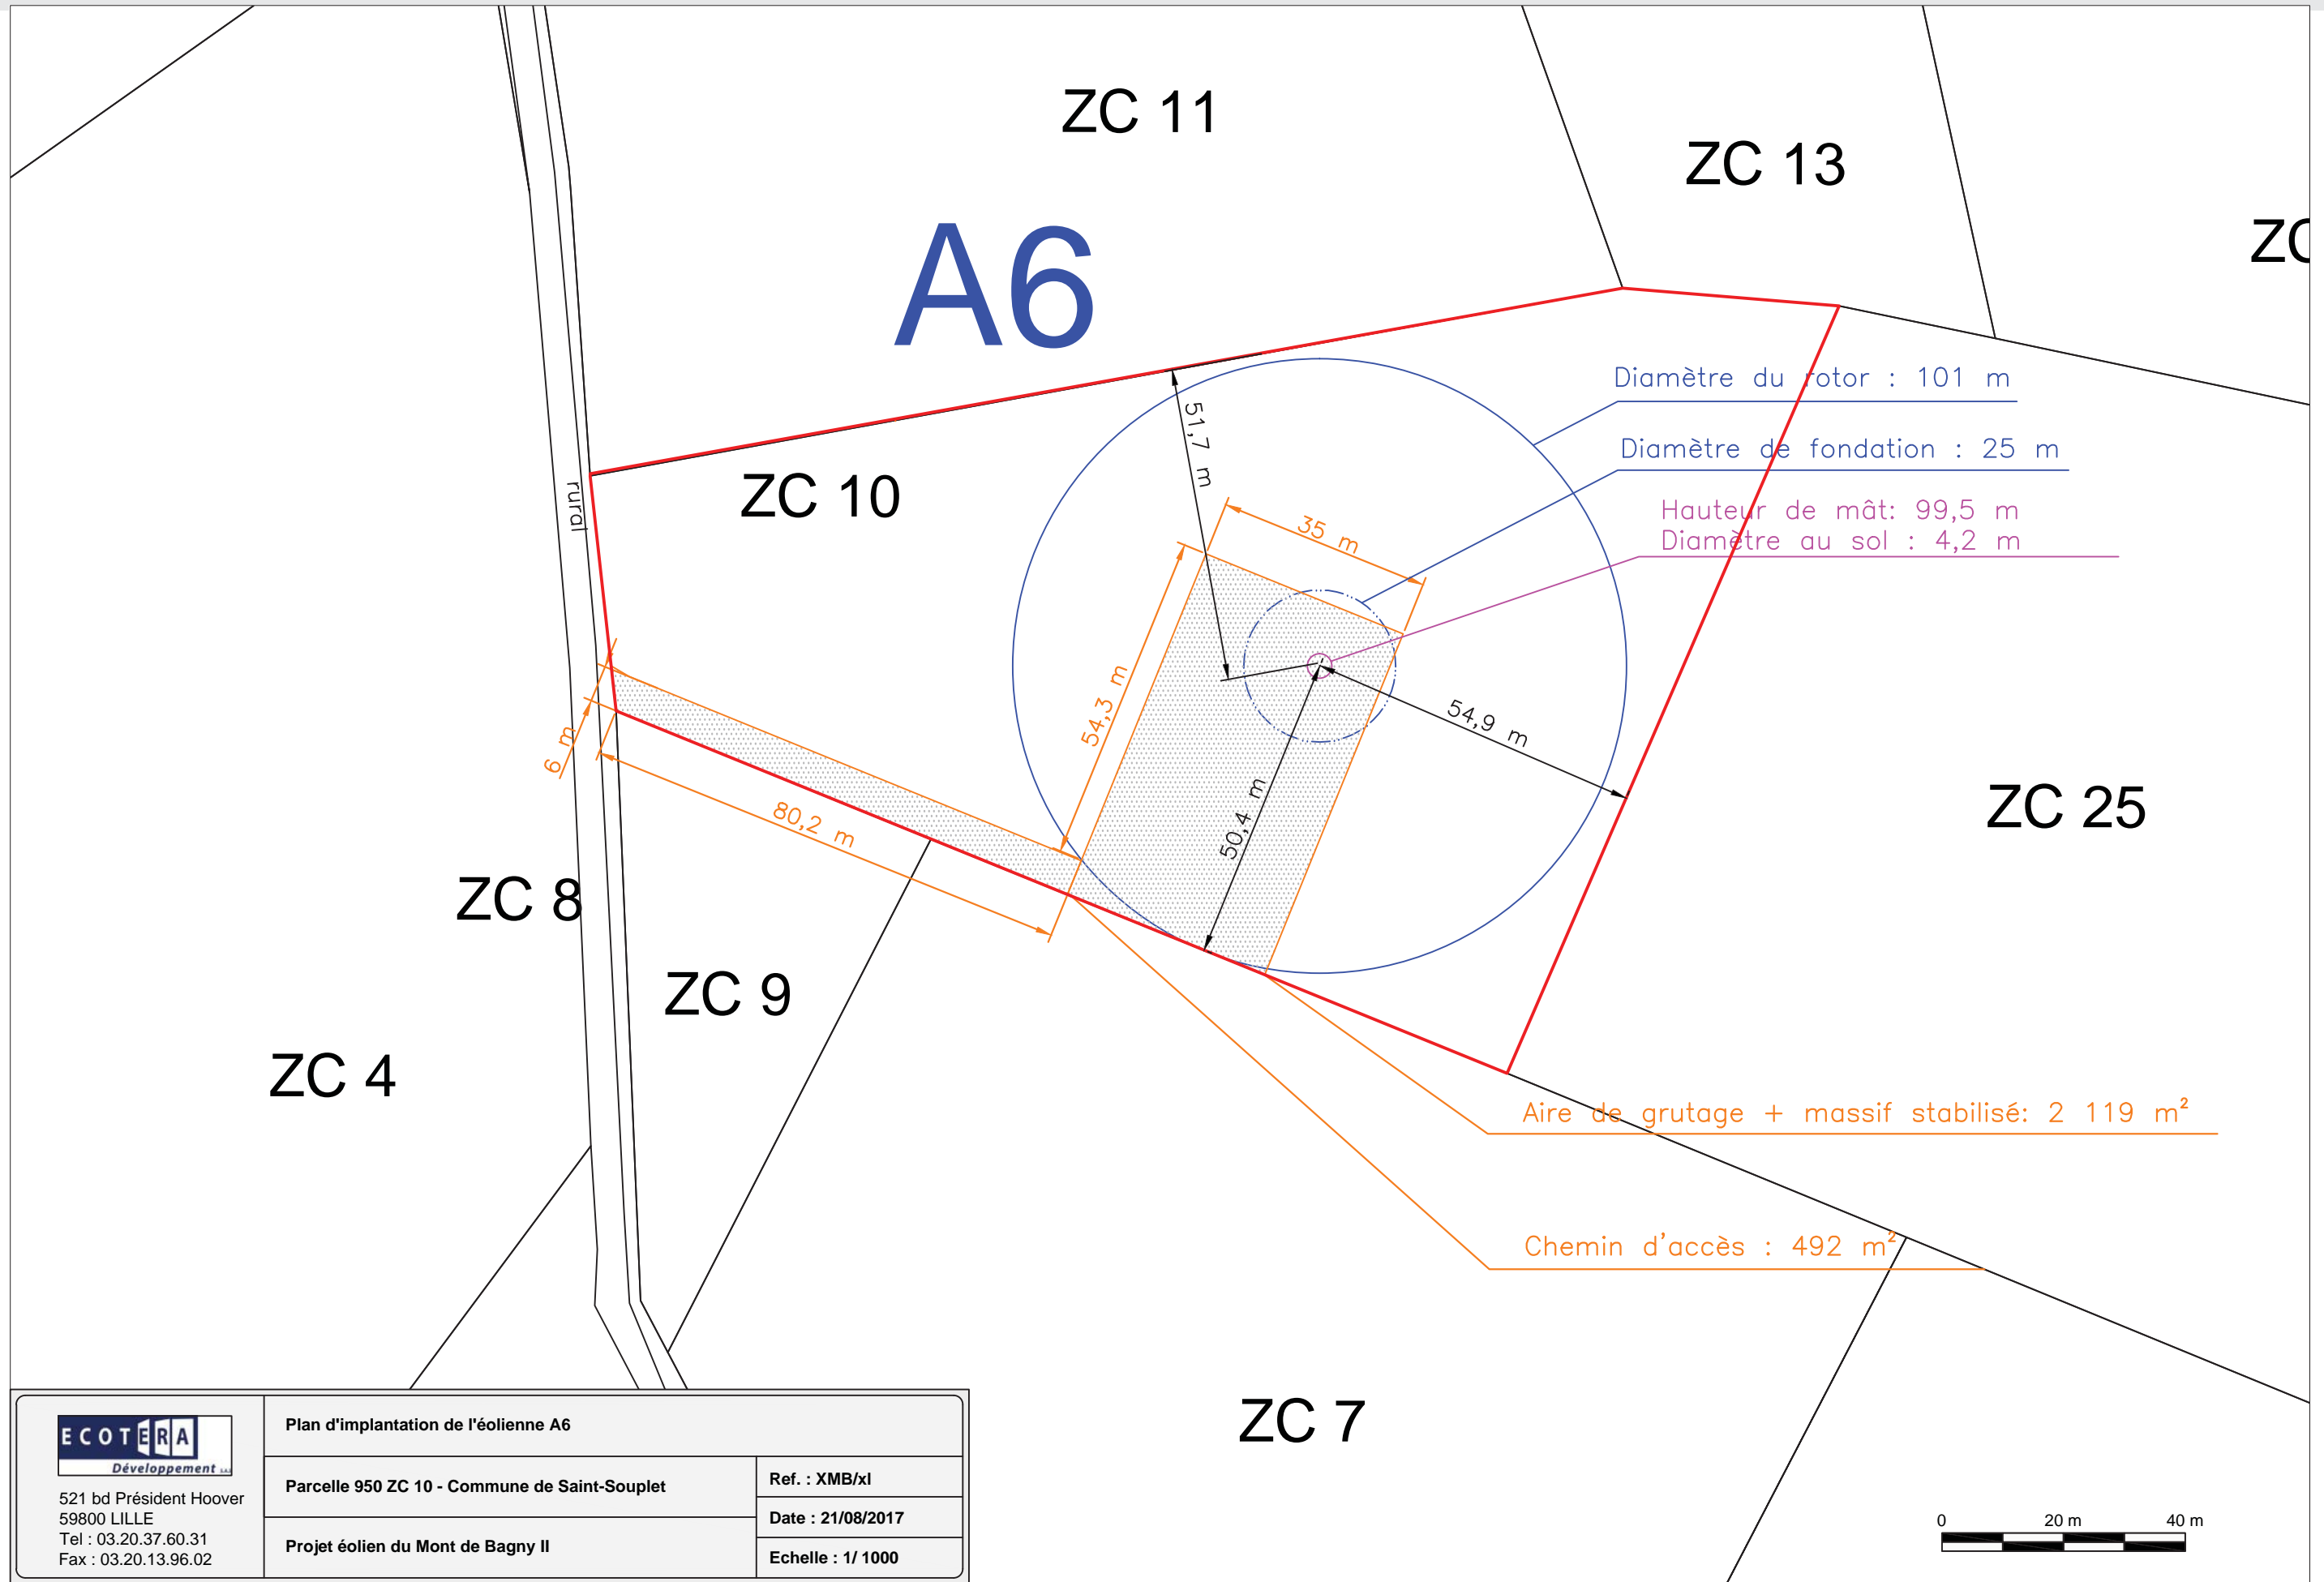 ZC 11
ZC 13
ZC
A6
Diamètre du rotor : 101 m
51,7 m
Diamètre de fondation : 25 m
ZC 10
rural
Hauteur de mât: 99,5 m
35 m
Diamètre au sol : 4,2 m
54,3 m
54,9 m
6 m
50,4 m
80,2 m
ZC 25
ZC 8
ZC 9
ZC 4
Aire de grutage + massif stabilisé: 2 119 m²
Chemin d'accès : 492 m²
ZC 7
ECOTERA
Développement
521 bd Président Hoover
59800 LILLE
Tel : 03.20.37.60.31
Fax : 03.20.13.96.02
Plan d'implantation de l'éolienne A6
Parcelle 950 ZC 10 - Commune de Saint-Souplet
Projet éolien du Mont de Bagny II
Ref. : XMB/xl
Date : 21/08/2017
Echelle : 1/ 1000
0 20 m 40 m